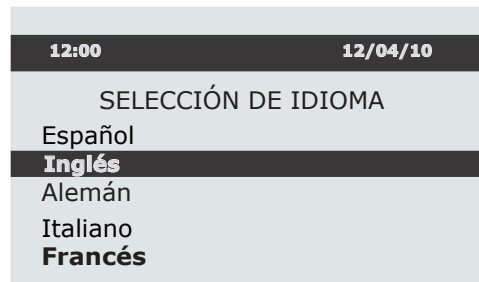 12:00 12/04/10
SELECCIÓN DE IDIOMA
Español
Inglés
Alemán
Italiano
Francés